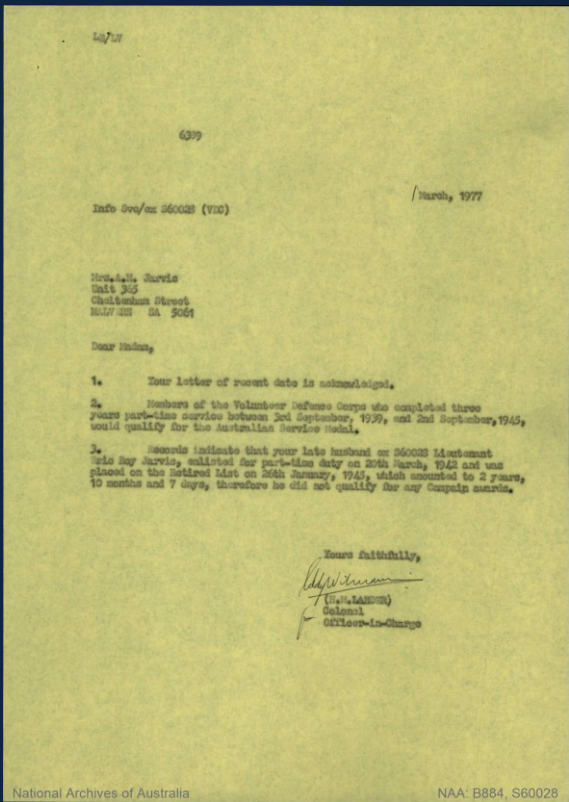 LM/LV
6389
March, 1977
Info Svc/ex S60028 (VDC)
Mrs.A.M. Jarvis
Unit 365
Cheltenham Street
MALVERN SA 5061
Dear Madam,
1. Your letter of recent date is acknowledged.
2. Members of the Volunteer Defence Corps who completed three
years part-time service between 3rd September, 1939, and 2nd September,1945,
would qualify for the Australian Service Medal.
3. Records indicate that your late husband ex S60028 Lieutenant
Eric Roy Jarvis, enlisted for part-time duty on 20th March, 1942 and was
placed on the Retired List on 26th January, 1945, which amounted to 2 years,
10 months and 7 days, therefore he did not qualify for any Campain awards.
Yours faithfully,
(H.M.LANDER)
Colonel
Officer-in-Charge
National Archives of Australia
NAA: B884, S60028